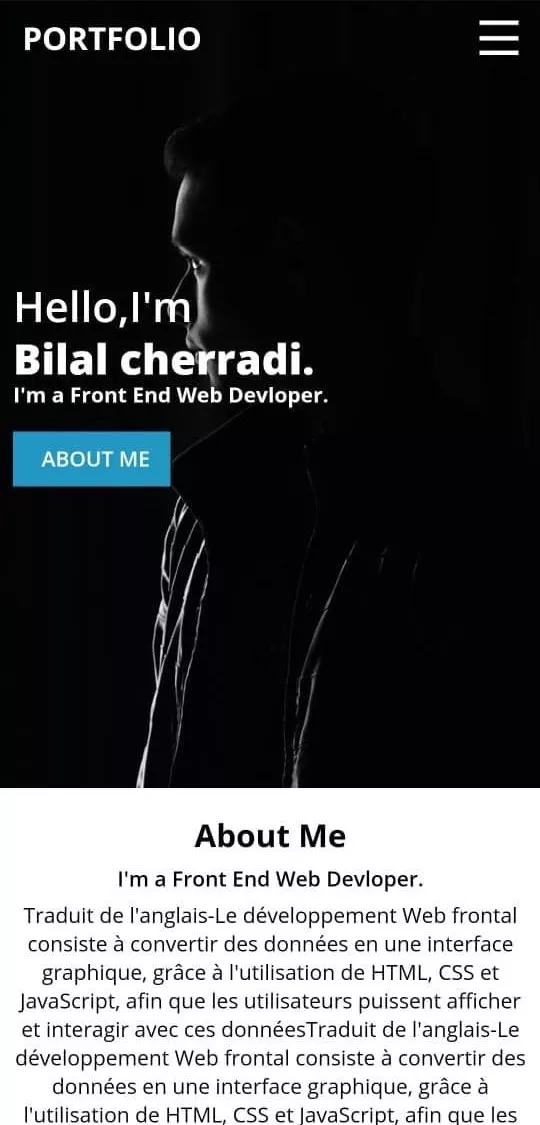 PORTFOLIO
Hello,I'm
Bilal cherradi.
I'm a Front End Web Devloper.
ABOUT ME
About Me
I'm a Front End Web Devloper.
Traduit de l'anglais-Le développement Web frontal
consiste à convertir des données en une interface
graphique, grâce à l'utilisation de HTML, CSS et
JavaScript, afin que les utilisateurs puissent afficher
et interagir avec ces donnéesTraduit de l'anglais-Le
développement Web frontal consiste à convertir des
données en une interface graphique, grâce à
l'utilisation de HTML, CSS et JavaScript, afin que les